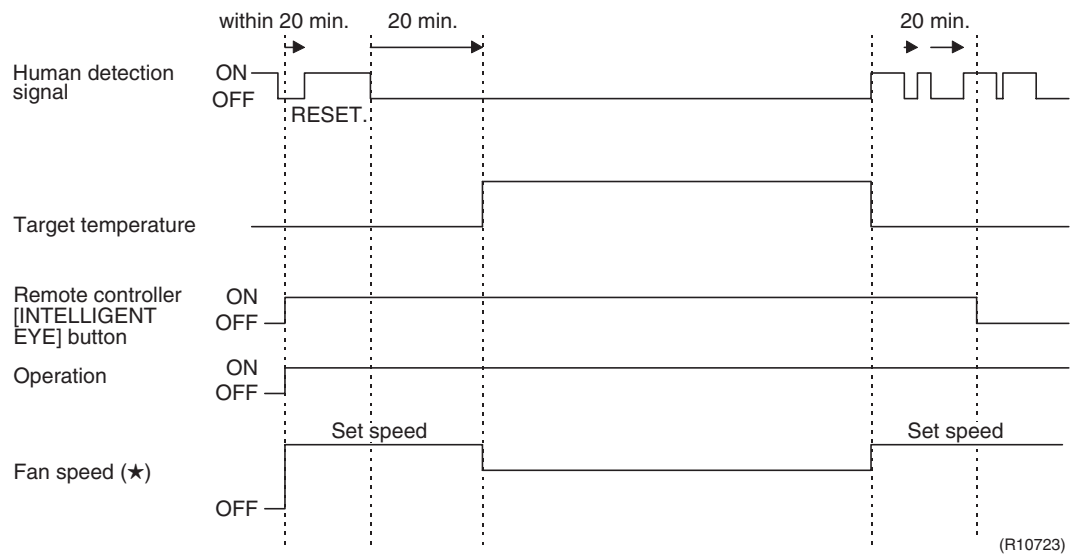 within 20 min.
20 min.
20 min.
Human detection
signal
ON
OFF
RESET.
Target temperature
Remote controller
[INTELLIGENT
EYE] button
ON
OFF
Operation
ON
OFF
Set speed
Set speed
Fan speed (★)
OFF
(R10723)